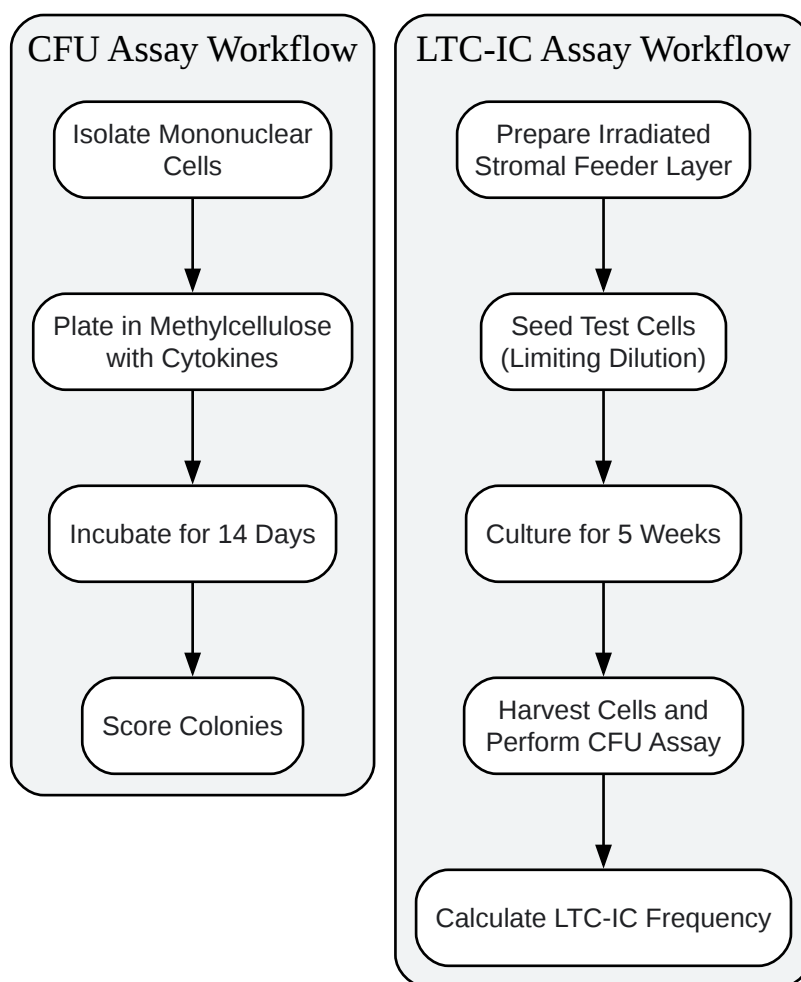 CFU Assay Workflow
Isolate Mononuclear
Cells
Plate in Methylcellulose
with Cytokines
Incubate for 14 Days
Score Colonies
LTC-IC Assay Workflow
Prepare Irradiated
Stromal Feeder Layer
Seed Test Cells
(Limiting Dilution)
Culture for 5 Weeks
Harvest Cells and
Perform CFU Assay
Calculate LTC-IC Frequency